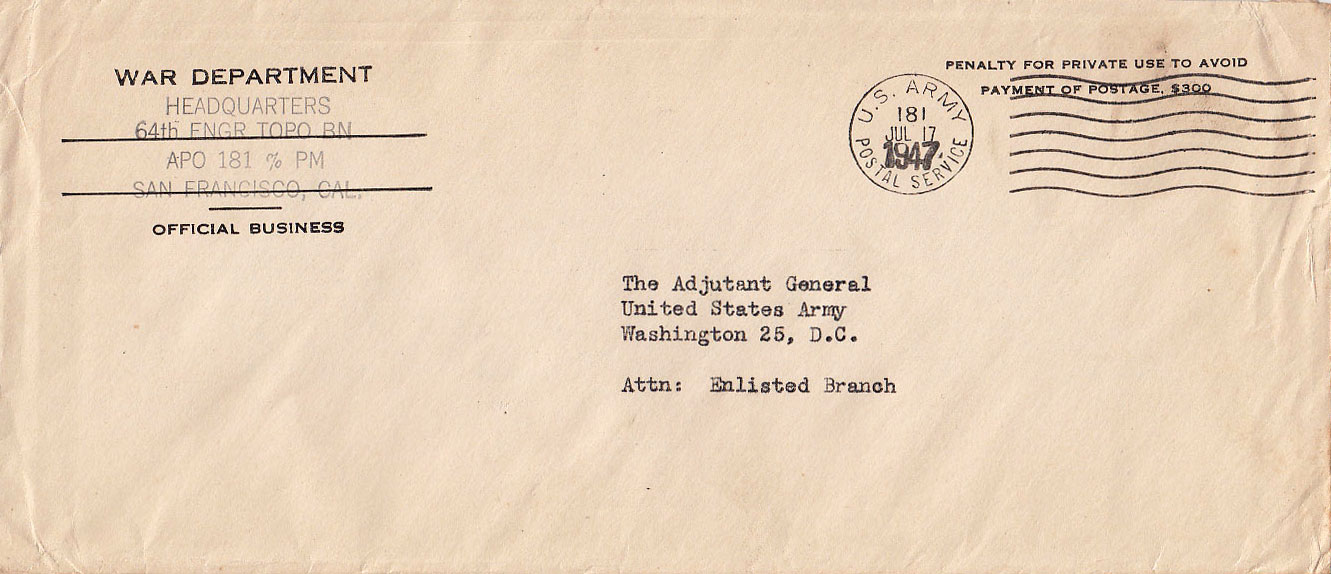 WAR DEPARTMENT
HEADQUARTERS
64th ENGR TOPO BN
APO 181 % PM
SAN FRANCISCO, CAL.
OFFICIAL BUSINESS
PENALTY FOR PRIVATE USE TO AVOID
PAYMENT OF POSTAGE, $300
U.S. ARMY
181
JUL 17
1947
POSTAL SERVICE
The Adjutant General
United States Army
Washington 25, D.C.
Attn: Enlisted Branch